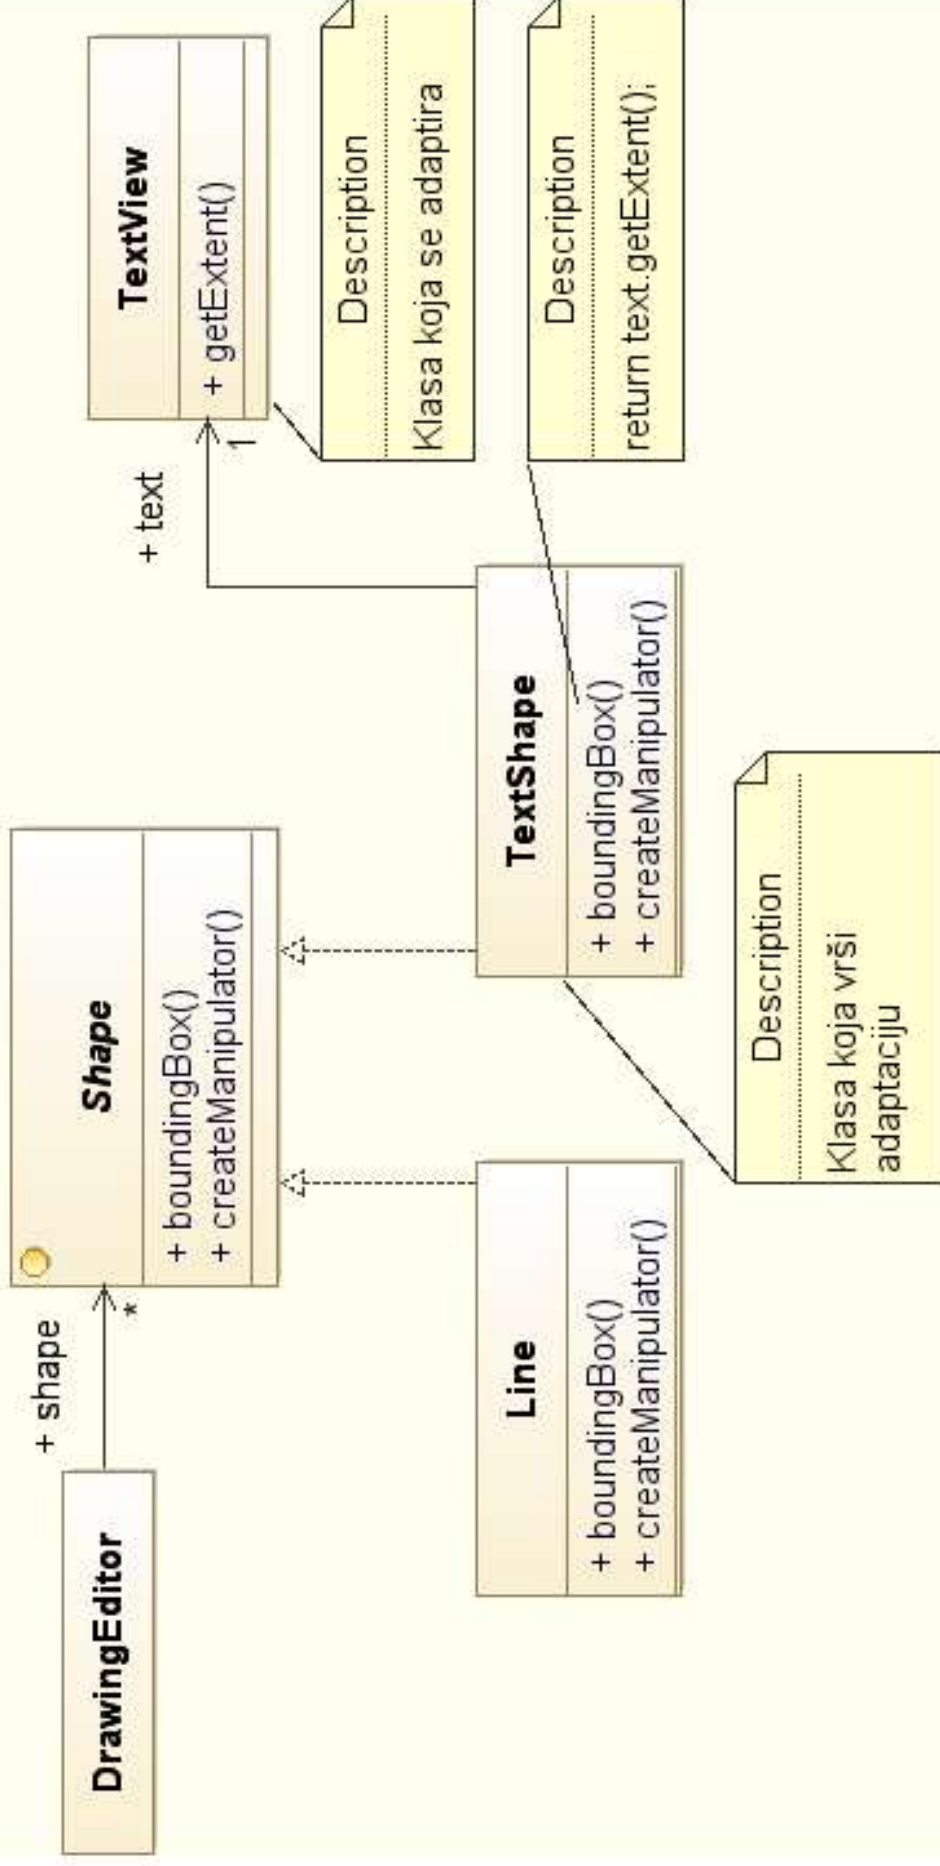 DrawingEditor
+ shape
*
Shape
+ boundingBox()
+ createManipulator()
+ text
1
TextView
+ getExtent()
Description
Klasa koja se adaptira
Line
+ boundingBox()
+ createManipulator()
TextShape
+ boundingBox()
+ createManipulator()
Description
return text.getExtent();
Description
Klasa koja vrši
adaptaciju